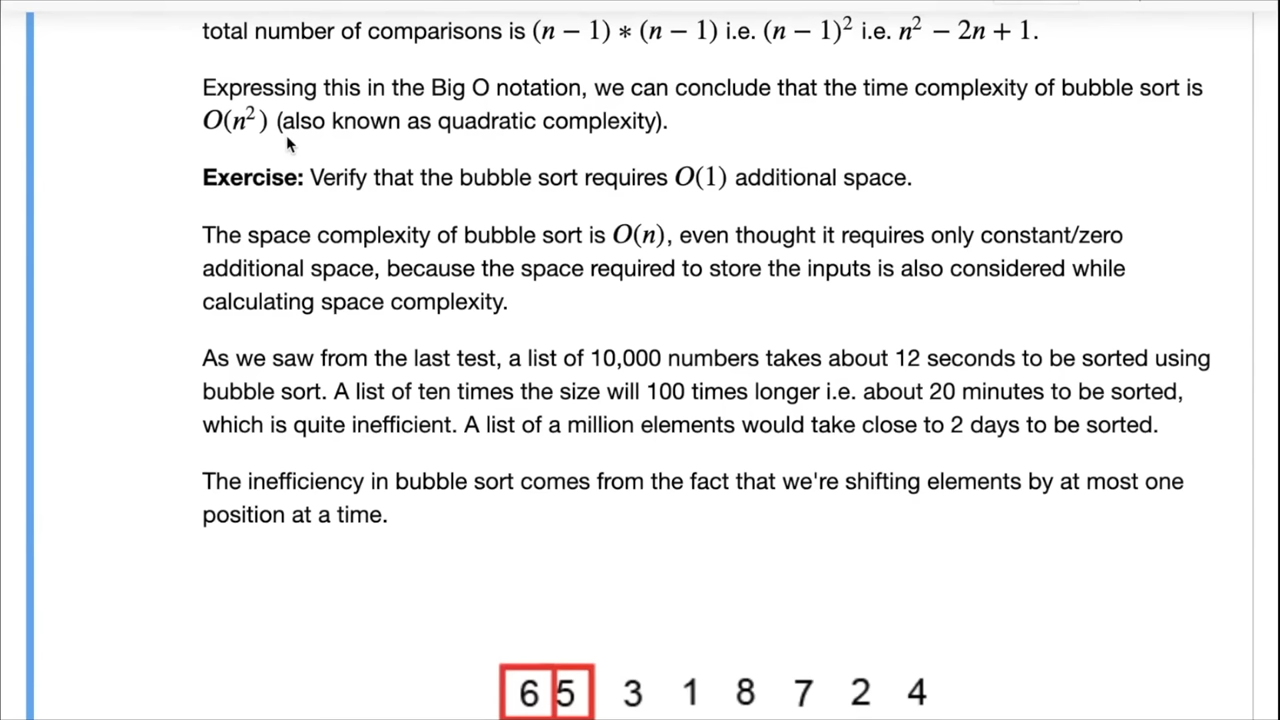 total number of comparisons is (n − 1) ∗ (n − 1) i.e. (n − 1)² i.e. n² − 2n + 1.
Expressing this in the Big O notation, we can conclude that the time complexity of bubble sort is
O(n²) (also known as quadratic complexity).
Exercise: Verify that the bubble sort requires O(1) additional space.
The space complexity of bubble sort is O(n), even thought it requires only constant/zero
additional space, because the space required to store the inputs is also considered while
calculating space complexity.
As we saw from the last test, a list of 10,000 numbers takes about 12 seconds to be sorted using
bubble sort. A list of ten times the size will 100 times longer i.e. about 20 minutes to be sorted,
which is quite inefficient. A list of a million elements would take close to 2 days to be sorted.
The inefficiency in bubble sort comes from the fact that we're shifting elements by at most one
position at a time.
6 5 3 1 8 7 2 4